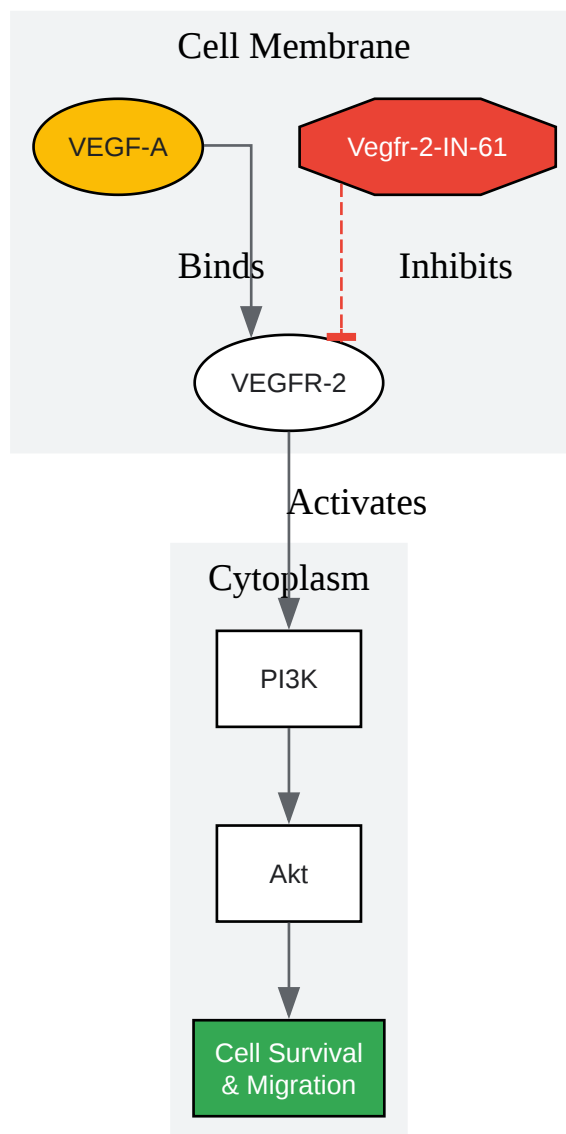 Cell Membrane
VEGF-A
Vegfr-2-IN-61
Binds
Inhibits
VEGFR-2
Activates
Cytoplasm
PI3K
Akt
Cell Survival
& Migration